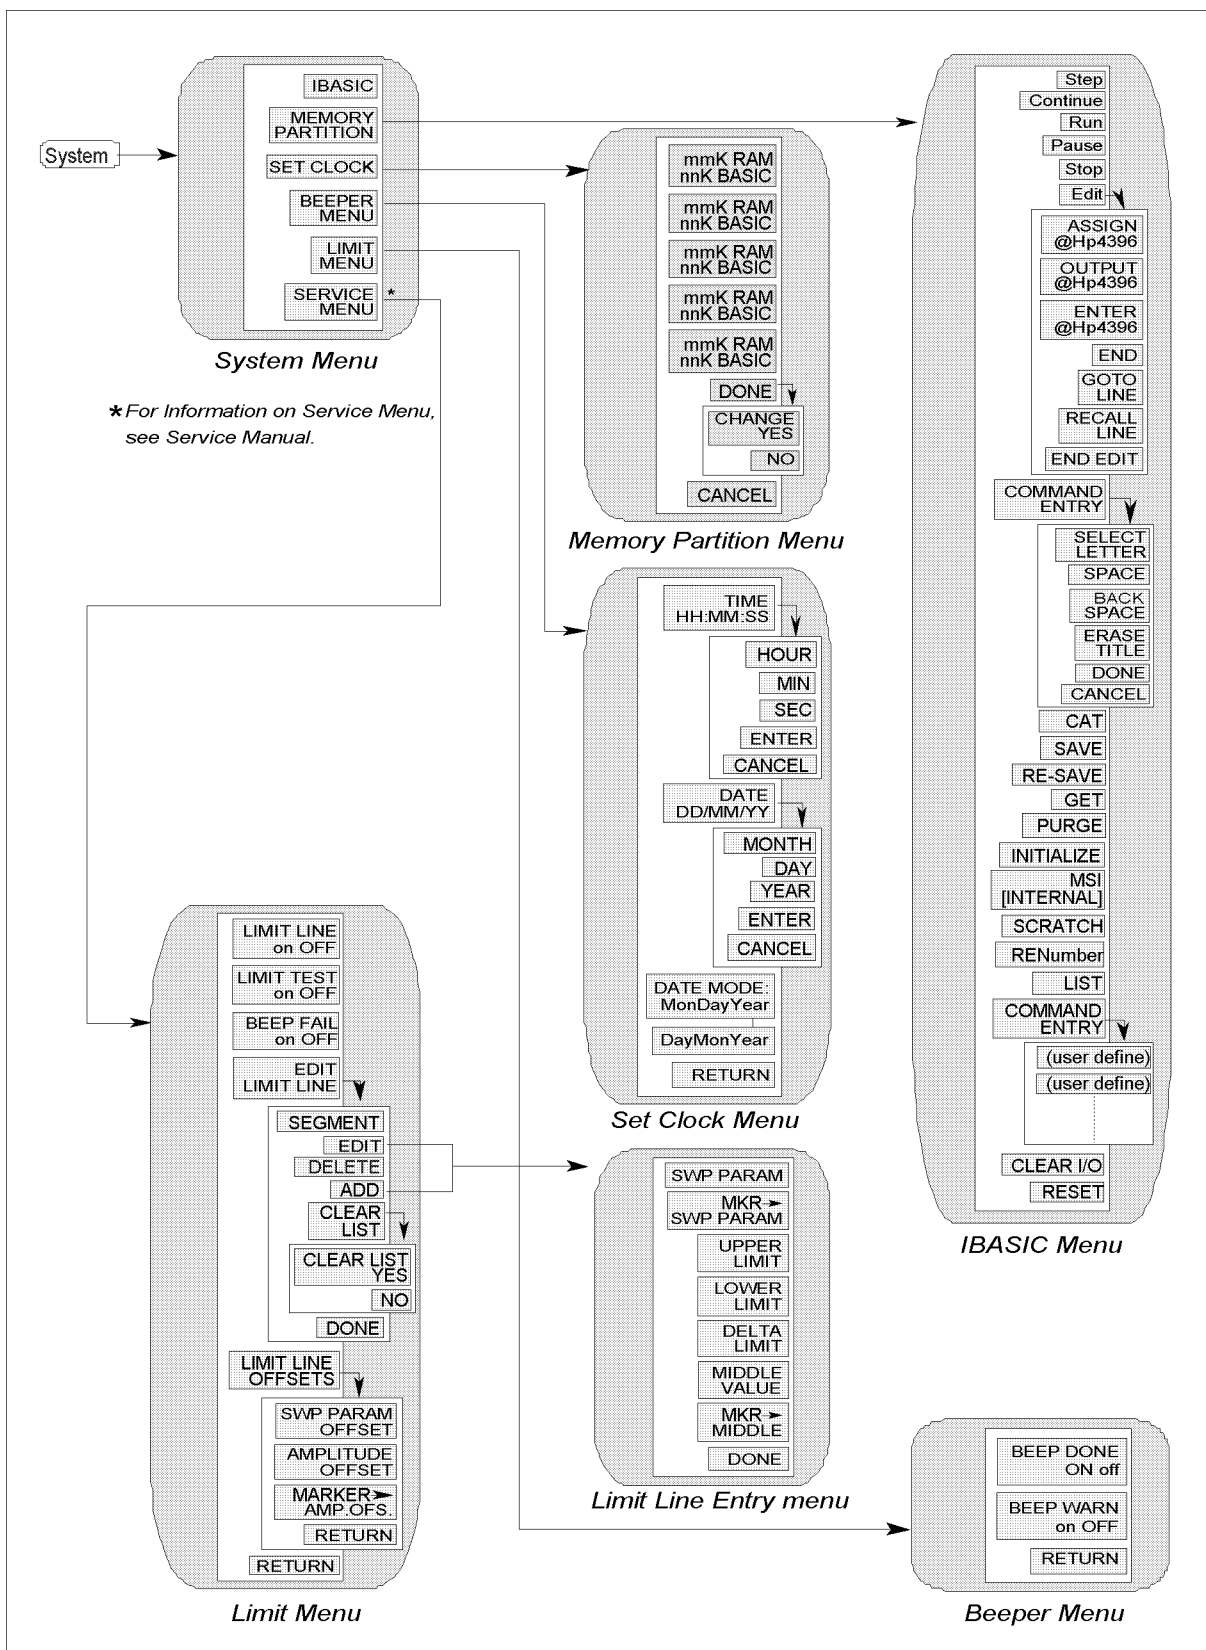 System
IBASIC
MEMORY
PARTITION
SET CLOCK
BEEPER
MENU
LIMIT
MENU
SERVICE
MENU
*
System Menu
*For Information on Service Menu,
see Service Manual.
mmK RAM
nnK BASIC
mmK RAM
nnK BASIC
mmK RAM
nnK BASIC
mmK RAM
nnK BASIC
mmK RAM
nnK BASIC
DONE
CHANGE
YES
NO
CANCEL
Memory Partition Menu
TIME
HH:MM:SS
HOUR
MIN
SEC
ENTER
CANCEL
DATE
DD/MM/YY
MONTH
DAY
YEAR
ENTER
CANCEL
DATE MODE:
MonDayYear
DayMonYear
RETURN
Set Clock Menu
Step
Continue
Run
Pause
Stop
Edit
ASSIGN
@Hp4396
OUTPUT
@Hp4396
ENTER
@Hp4396
END
GOTO
LINE
RECALL
LINE
END EDIT
COMMAND
ENTRY
SELECT
LETTER
SPACE
BACK
SPACE
ERASE
TITLE
DONE
CANCEL
CAT
SAVE
RE-SAVE
GET
PURGE
INITIALIZE
MSI
[INTERNAL]
SCRATCH
RENumber
LIST
COMMAND
ENTRY
(user define)
(user define)
CLEAR I/O
RESET
IBASIC Menu
LIMIT LINE
on OFF
LIMIT TEST
on OFF
BEEP FAIL
on OFF
EDIT
LIMIT LINE
SEGMENT
EDIT
DELETE
ADD
CLEAR
LIST
CLEAR LIST
YES
NO
DONE
LIMIT LINE
OFFSETS
SWP PARAM
OFFSET
AMPLITUDE
OFFSET
MARKER→
AMP.OFS.
RETURN
RETURN
Limit Menu
SWP PARAM
MKR→
SWP PARAM
UPPER
LIMIT
LOWER
LIMIT
DELTA
LIMIT
MIDDLE
VALUE
MKR→
MIDDLE
DONE
Limit Line Entry menu
BEEP DONE
ON off
BEEP WARN
on OFF
RETURN
Beeper Menu